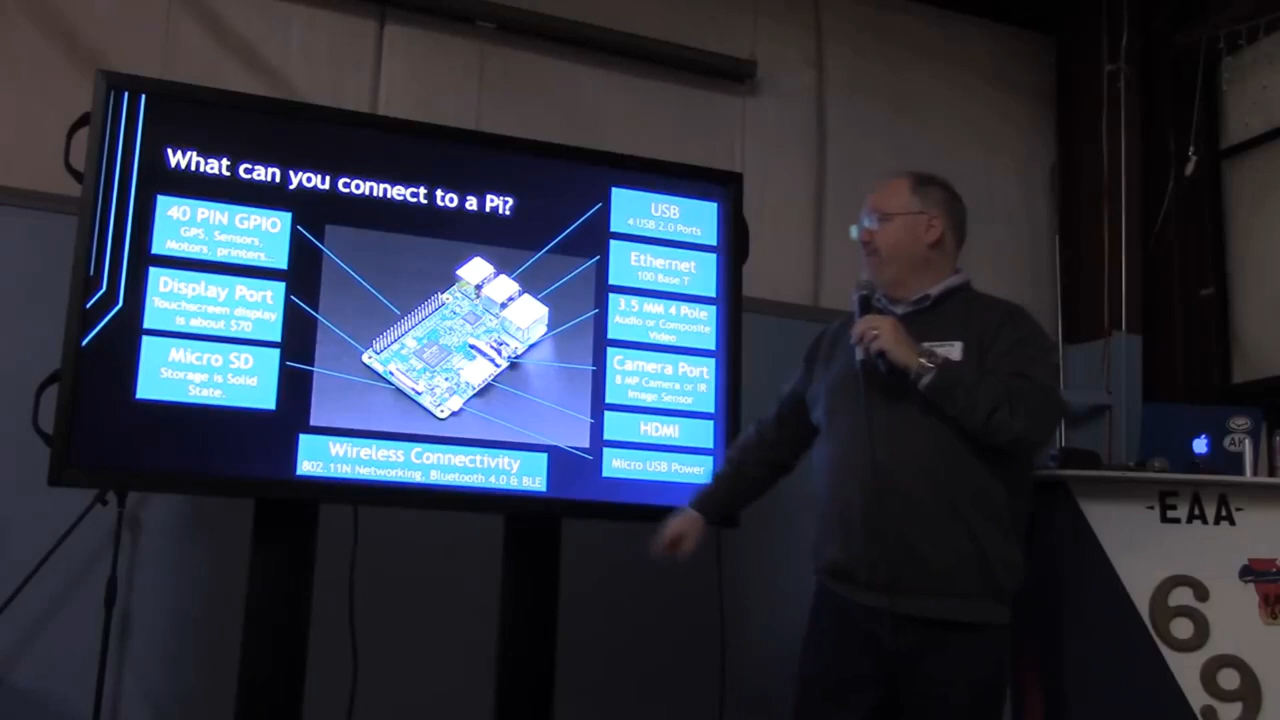 What can you connect to a Pi?
40 PIN GPIO
GPS, Sensors,
Motors, printers...
Display Port
Touchscreen display
is about $70
Micro SD
Storage is Solid
State.
Wireless Connectivity
802.11N Networking, Bluetooth 4.0 & BLE
USB
4 USB 2.0 Ports
Ethernet
100 Base T
3.5 MM 4 Pole
Audio or Composite
Video
Camera Port
8 MP Camera or IR
Image Sensor
HDMI
Micro USB Power
AK
-EAA-
6
9